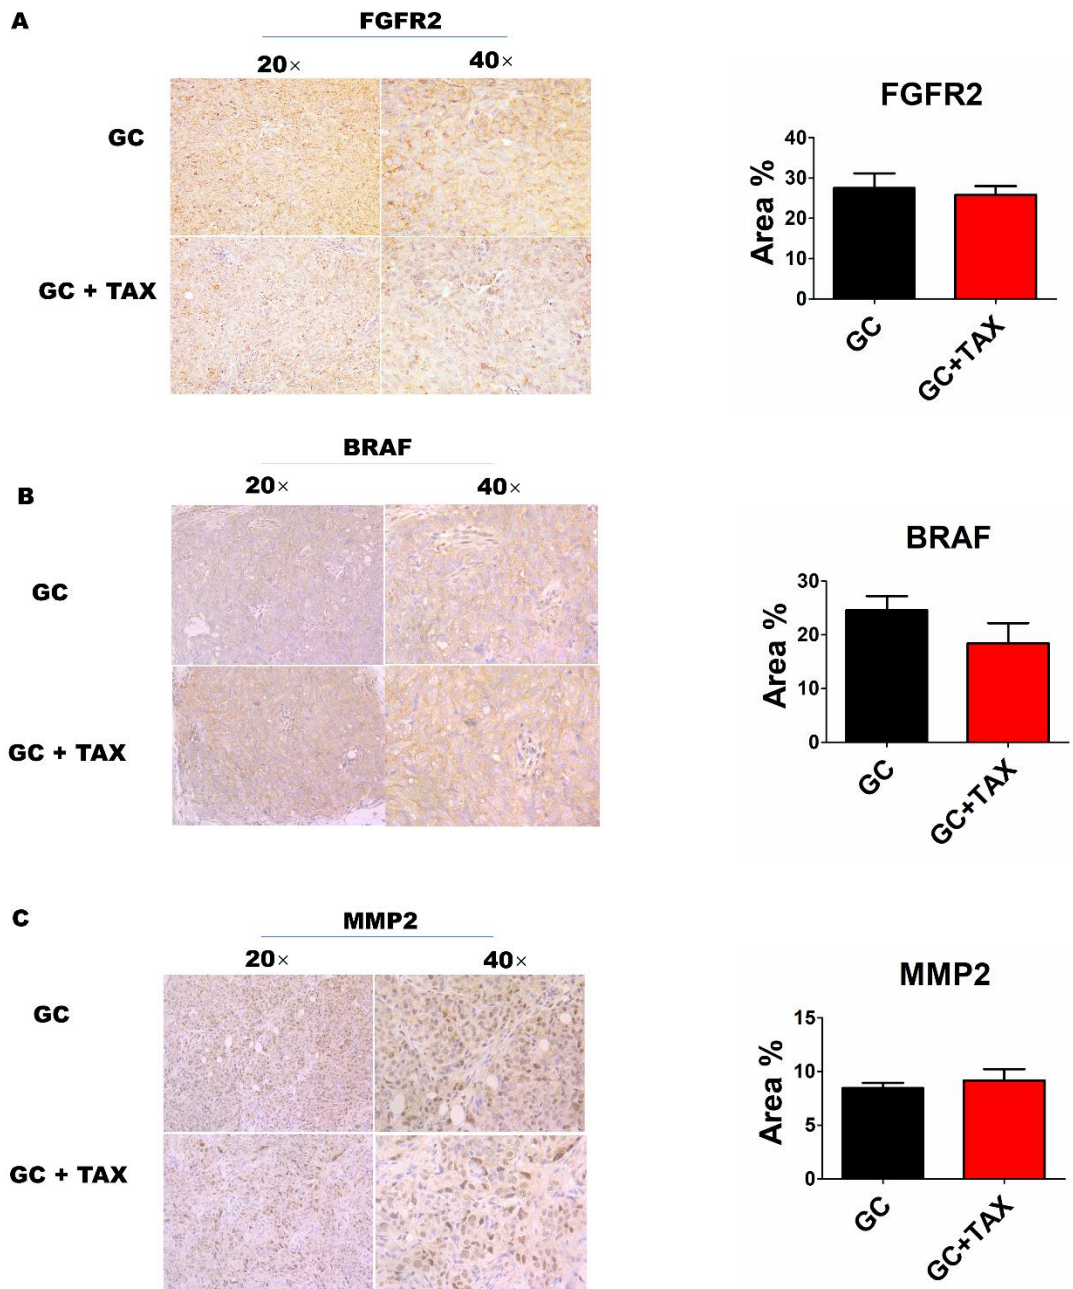 A
FGFR2
20×
40×
GC
GC + TAX
FGFR2
Area %
40
30
20
10
0
GC
GC+TAX
B
BRAF
20×
40×
GC
GC + TAX
BRAF
Area %
30
20
10
0
GC
GC+TAX
C
MMP2
20×
40×
GC
GC + TAX
MMP2
Area %
15
10
5
0
GC
GC+TAX